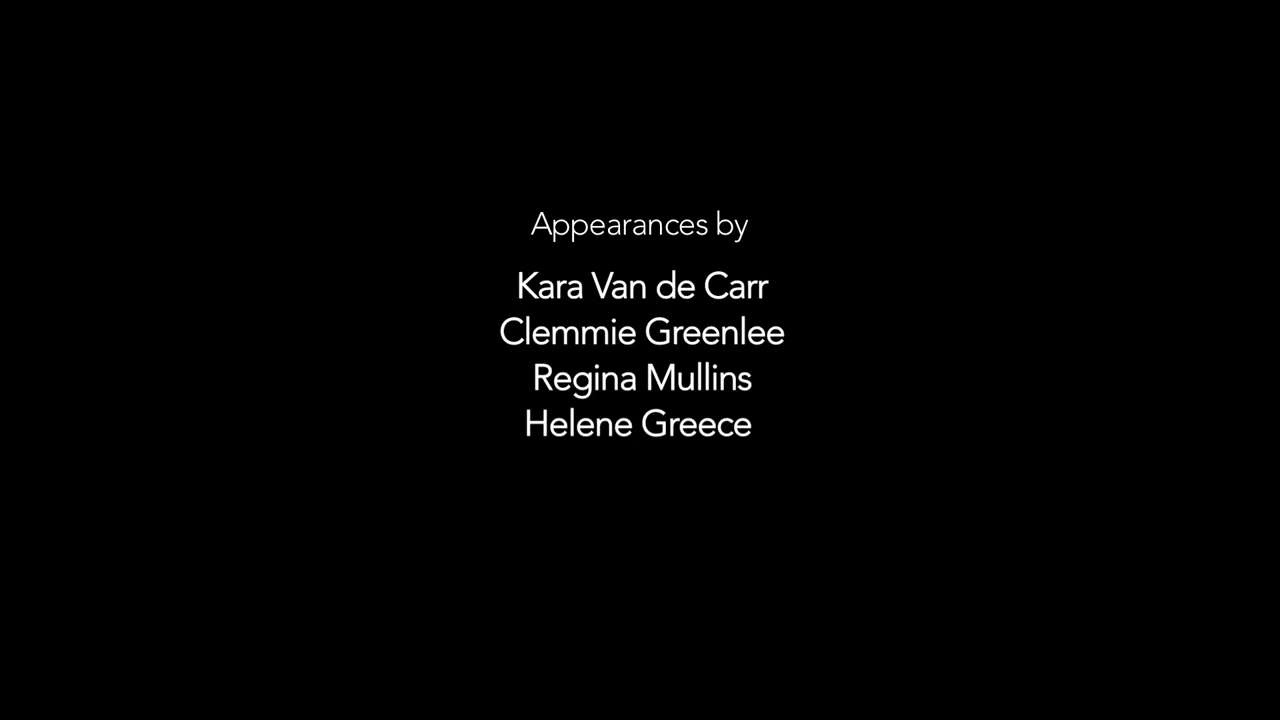 Appearances by
Kara Van de Carr
Clemmie Greenlee
Regina Mullins
Helene Greece